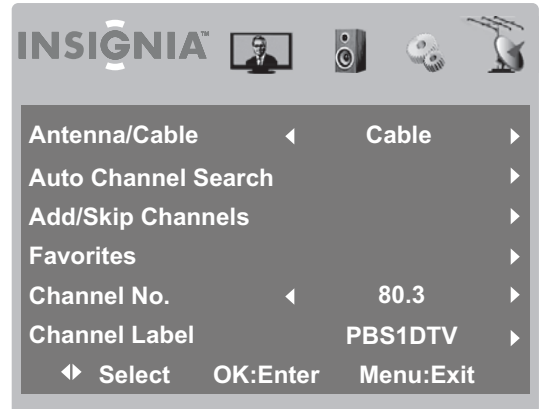 INSIGNIA™
Antenna/Cable Cable
Auto Channel Search
Add/Skip Channels
Favorites
Channel No. 80.3
Channel Label PBS1DTV
Select OK:Enter Menu:Exit